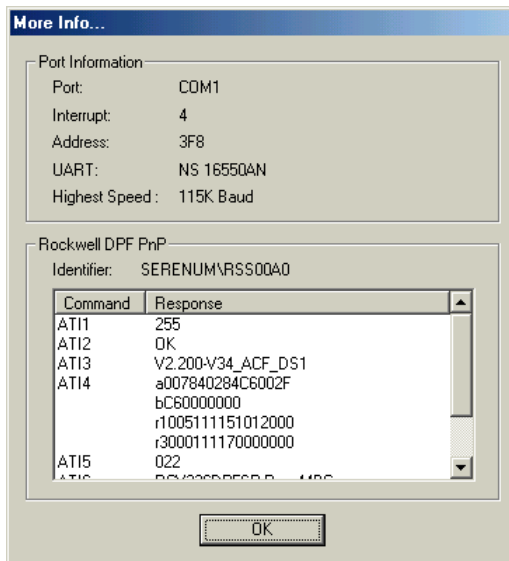 More Info...
Port Information
Port: COM1
Interrupt: 4
Address: 3F8
UART: NS 16550AN
Highest Speed : 115K Baud
Rockwell DPF PnP
Identifier: SERENUM\RSS00A0
Command Response
ATI1 255
ATI2 OK
ATI3 V2.200-V34_ACF_DS1
ATI4 a007840284C6002F
bC60000000
r1005111151012000
r3000111170000000
ATI5 022
OK